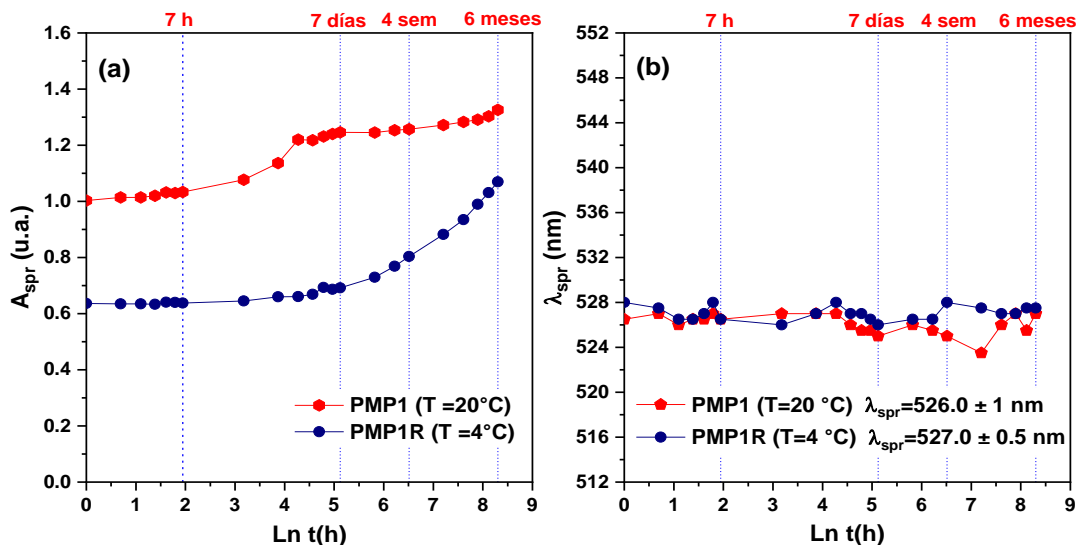 7 h 7 días 4 sem 6 meses
(a)
1.6
1.4
1.2
1.0
0.8
0.6
0.4
0.2
0.0
A_spr (u.a.)
PMP1 (T =20°C)
PMP1R (T =4°C)
0 1 2 3 4 5 6 7 8 9
Ln t(h)
7 h 7 días 4 sem 6 meses
(b)
552
548
544
540
536
532
528
524
520
516
512
λ_spr (nm)
PMP1 (T=20 °C) λ_spr=526.0 ± 1 nm
PMP1R (T=4 °C) λ_spr=527.0 ± 0.5 nm
0 1 2 3 4 5 6 7 8 9
Ln t(h)